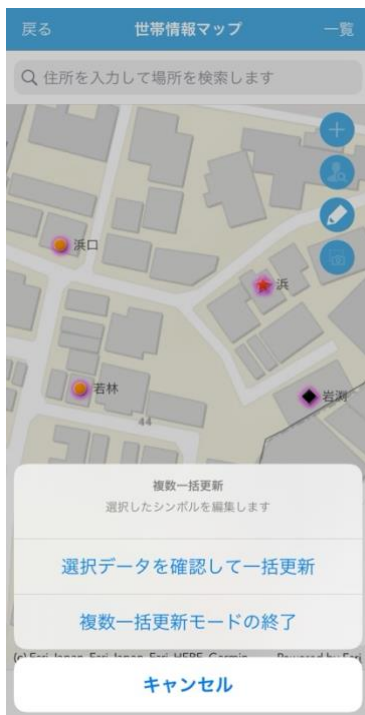 戻る 世帯情報マップ 一覧
住所を入力して場所を検索します
浜口
浜
若林
岩渕
44
複数一括更新
選択したシンボルを編集します
選択データを確認して一括更新
複数一括更新モードの終了
キャンセル